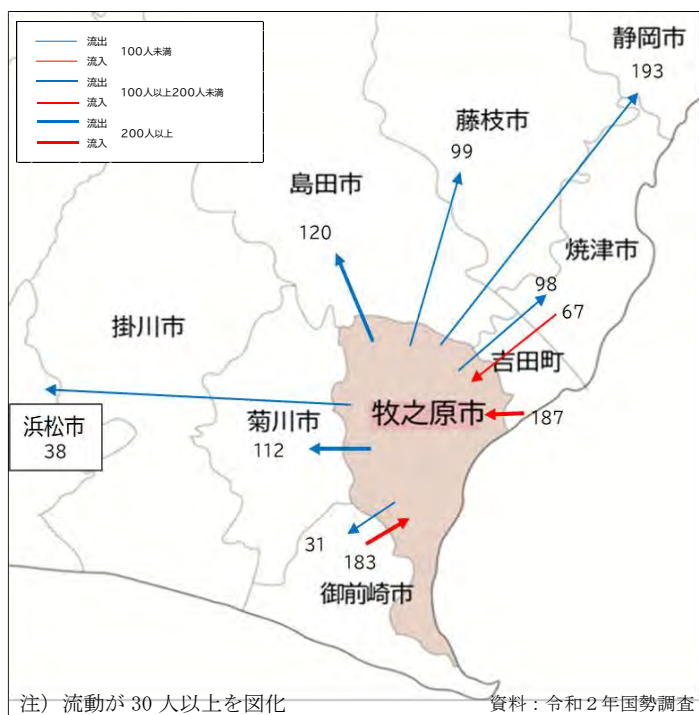 流出
100人未満
流入
流出
100人以上200人未満
流入
流出
200人以上
流入
静岡市
193
藤枝市
99
島田市
120
焼津市
98
67
掛川市
吉田町
牧之原市
187
浜松市
38
菊川市
112
31
183
御前崎市
注）流動が 30 人以上を図化
資料：令和２年国勢調査